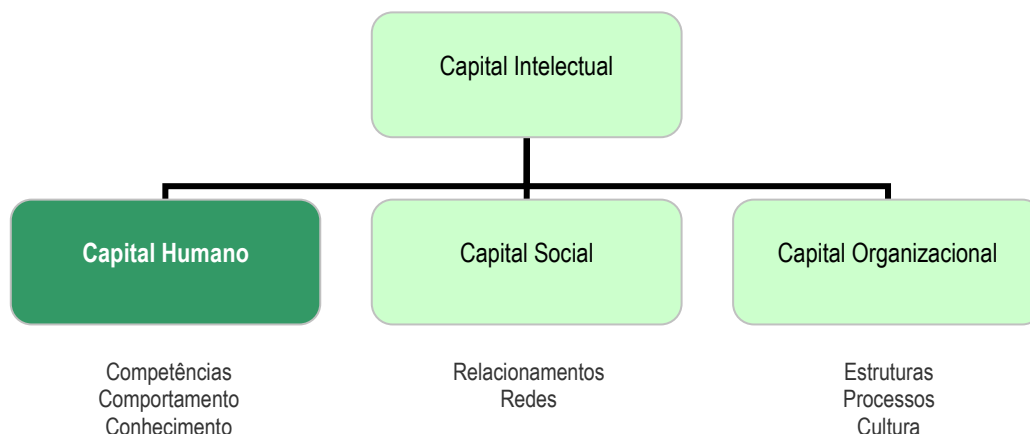 Capital Intelectual
Capital Humano
Capital Social
Capital Organizacional
Competências
Comportamento
Conhecimento
Relacionamentos
Redes
Estruturas
Processos
Cultura